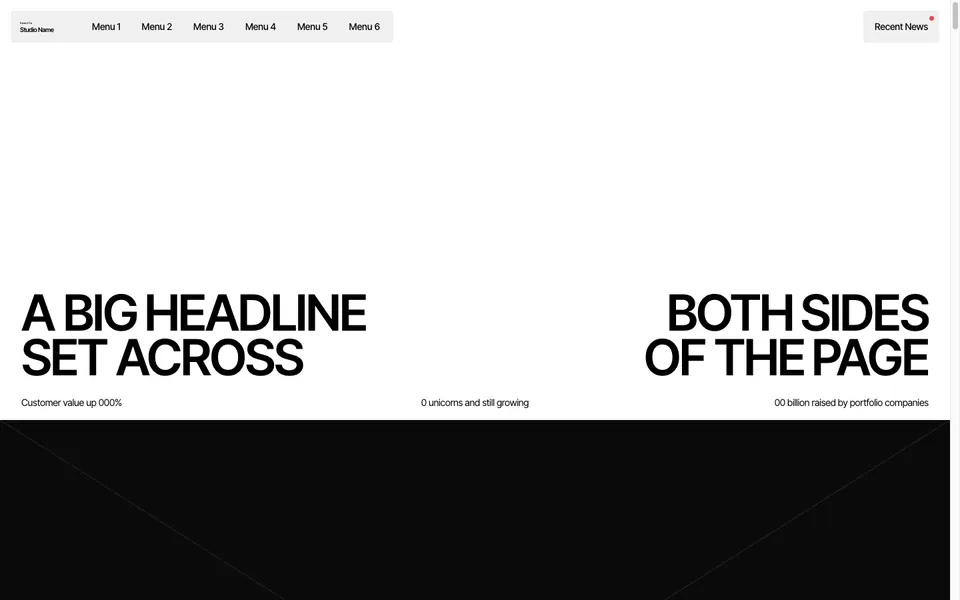 Studio Name
Menu 1
Menu 2
Menu 3
Menu 4
Menu 5
Menu 6
Recent News
A BIG HEADLINE
SET ACROSS
BOTH SIDES
OF THE PAGE
Customer value up 000%
0 unicorns and still growing
00 billion raised by portfolio companies